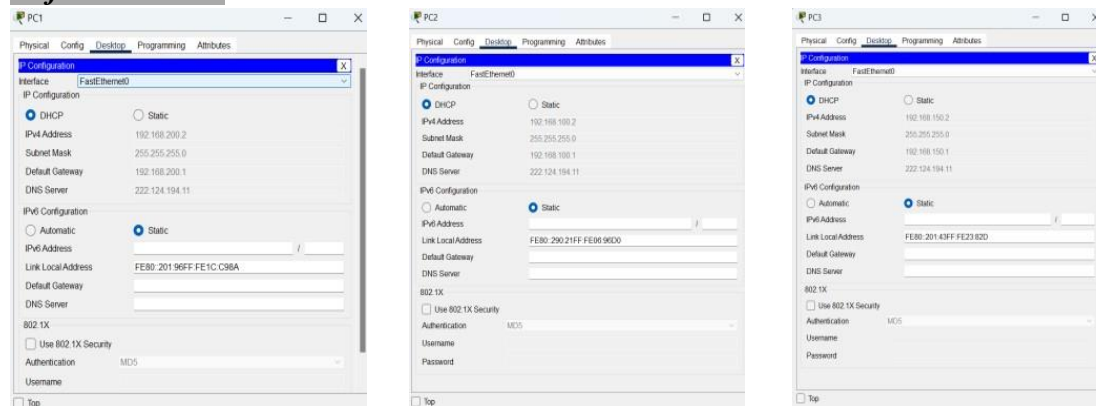 PC1
Physical Config Desktop Programming Attributes
IP Configuration X
Interface FastEthernet0
IP Configuration
DHCP Static
IPv4 Address 192.168.200.2
Subnet Mask 255.255.255.0
Default Gateway 192.168.200.1
DNS Server 222.124.194.11
IPv6 Configuration
Automatic Static
IPv6 Address /
Link Local Address FE80::201:96FF:FE1C:C98A
Default Gateway
DNS Server
802.1X
Use 802.1X Security
Authentication MD5
Username
Top
PC2
Physical Config Desktop Programming Attributes
IP Configuration X
Interface FastEthernet0
IP Configuration
DHCP Static
IPv4 Address 192.168.100.2
Subnet Mask 255.255.255.0
Default Gateway 192.168.100.1
DNS Server 222.124.194.11
IPv6 Configuration
Automatic Static
IPv6 Address /
Link Local Address FE80::290:21FF:FE06:96D0
Default Gateway
DNS Server
802.1X
Use 802.1X Security
Authentication MD5
Username
Password
Top
PC3
Physical Config Desktop Programming Attributes
IP Configuration X
Interface FastEthernet0
IP Configuration
DHCP Static
IPv4 Address 192.168.150.2
Subnet Mask 255.255.255.0
Default Gateway 192.168.150.1
DNS Server 222.124.194.11
IPv6 Configuration
Automatic Static
IPv6 Address /
Link Local Address FE80::201:43FF:FE23:82D
Default Gateway
DNS Server
802.1X
Use 802.1X Security
Authentication MD5
Username
Password
Top